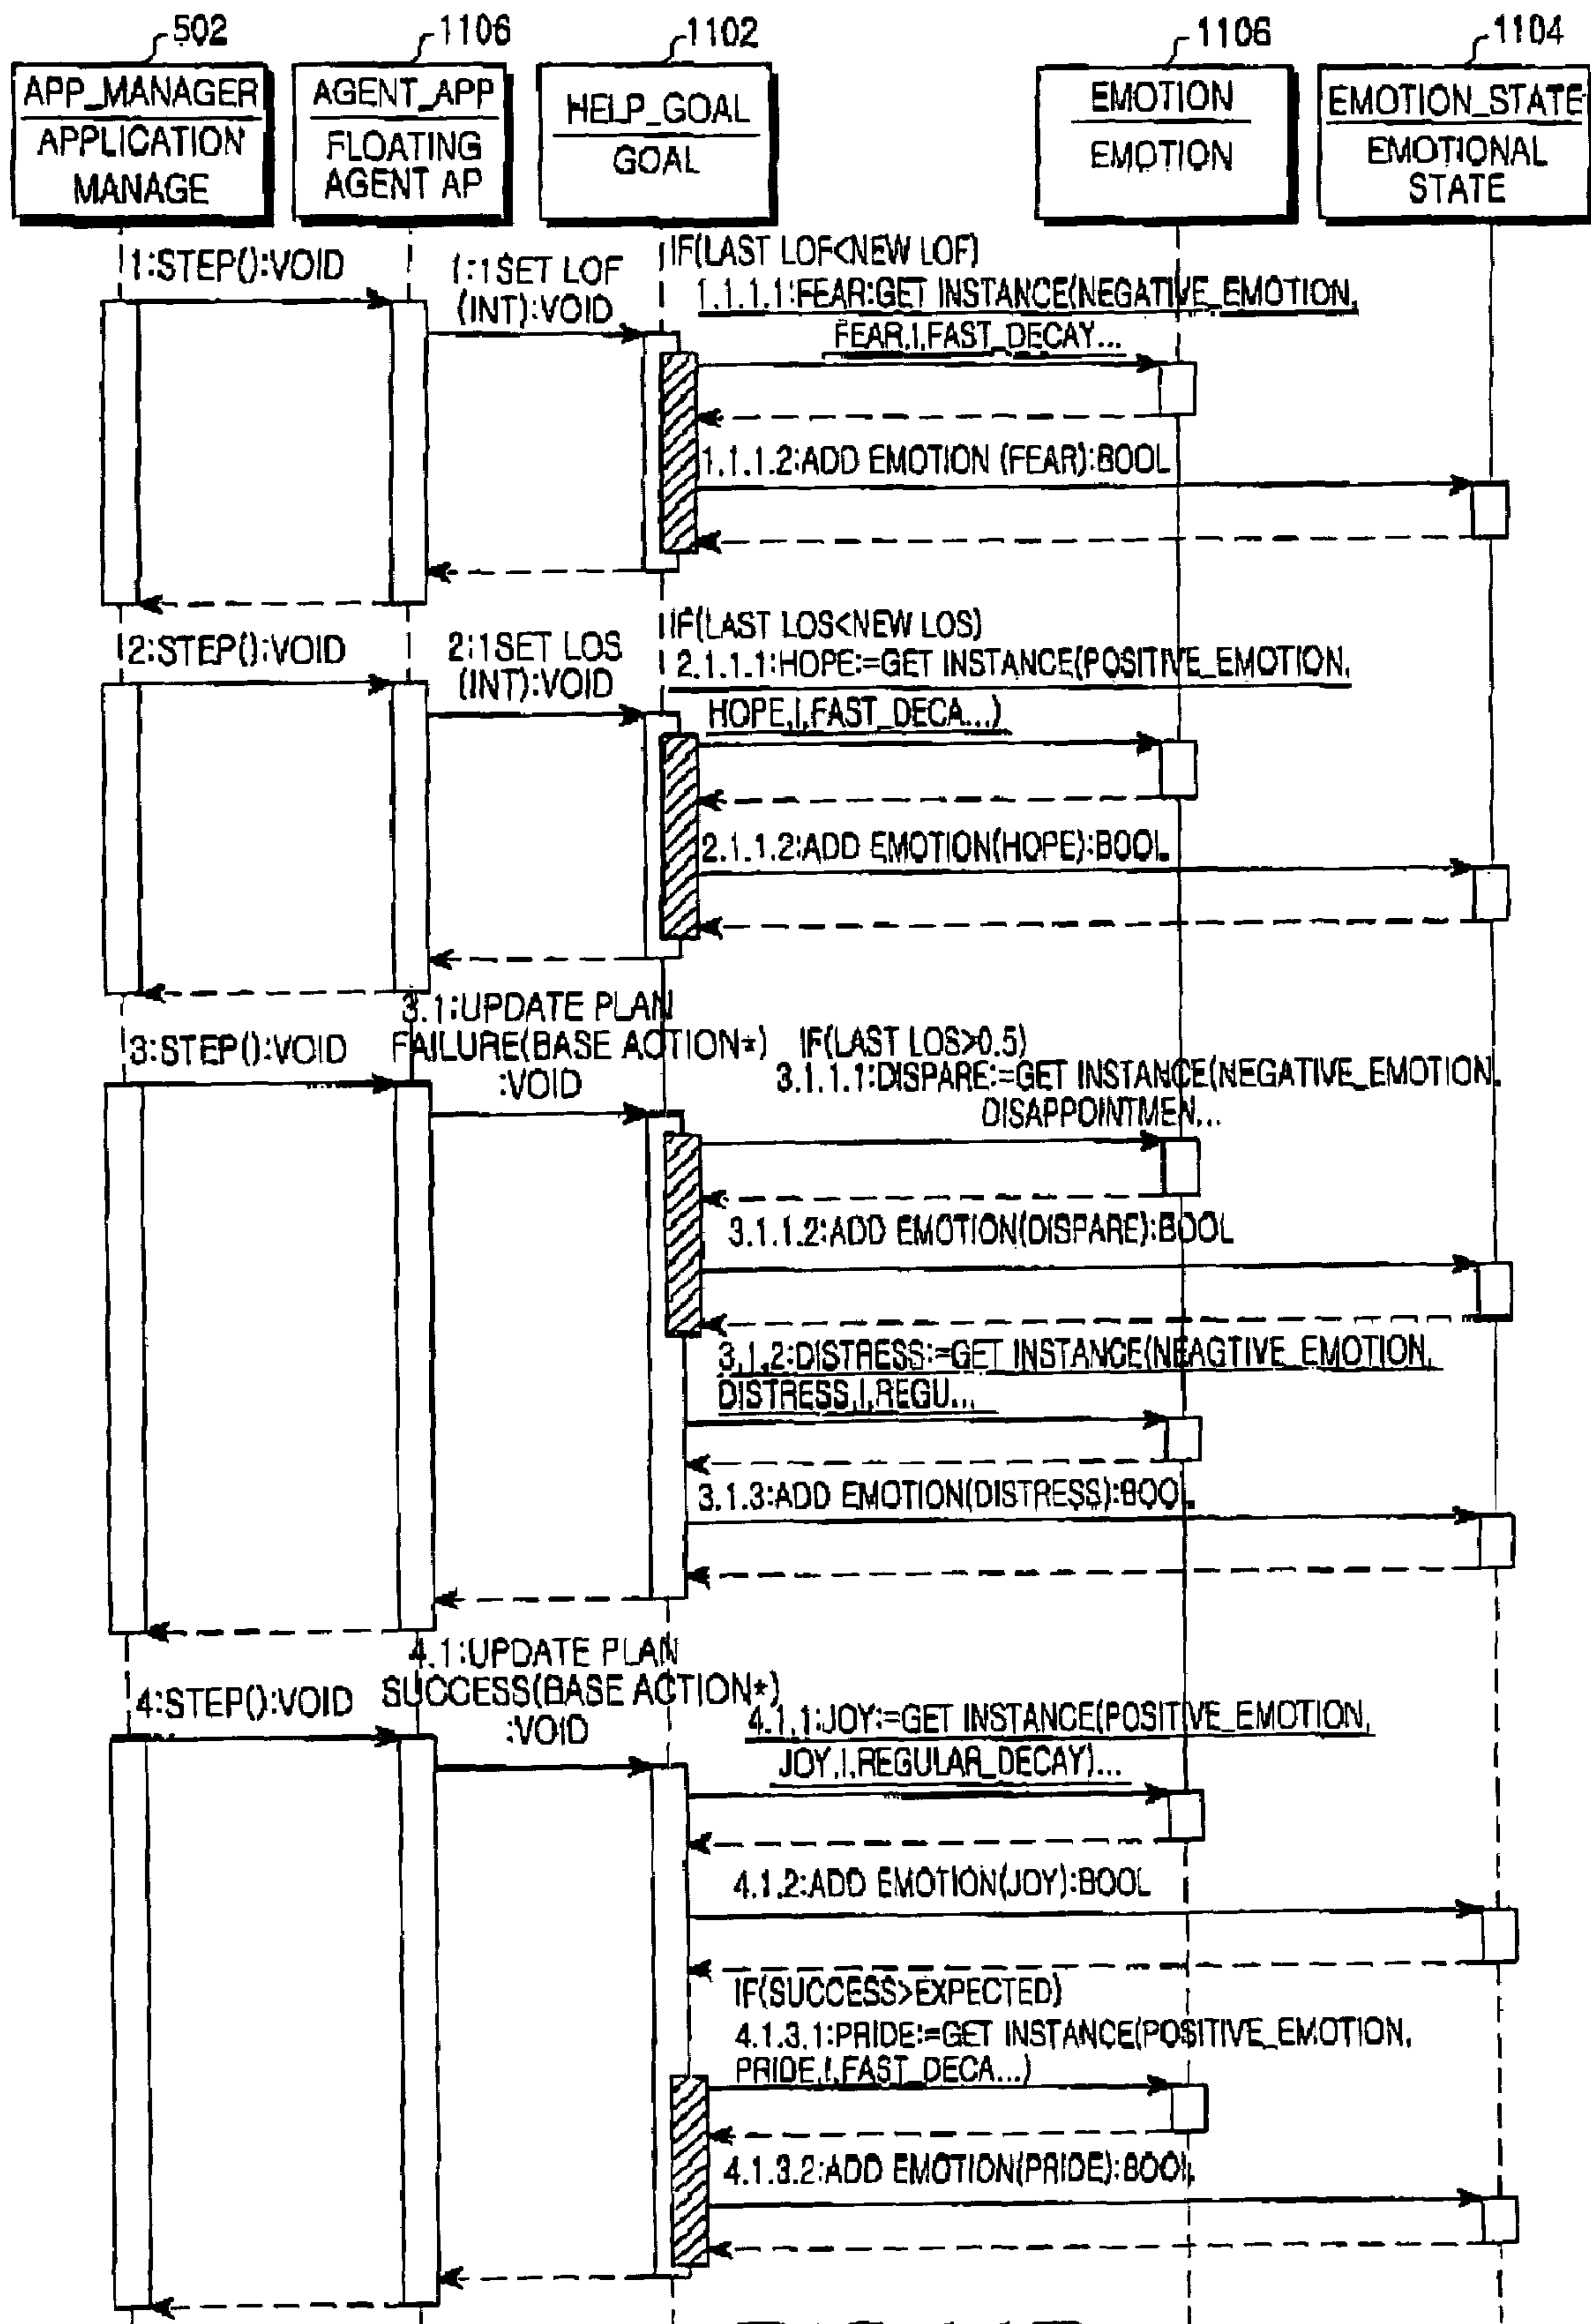 502
1106
1102
1106
1104
APP_MANAGER
APPLICATION
MANAGE
AGENT_APP
FLOATING
AGENT AP
HELP_GOAL
GOAL
EMOTION
EMOTION
EMOTION_STATE
EMOTIONAL
STATE
1:STEP():VOID
1:1SET LOF
(INT):VOID
IF(LAST LOF<NEW LOF)
1.1.1.1:FEAR:GET INSTANCE(NEGATIVE_EMOTION,
FEAR,I,FAST_DECAY...
1.1.1.2:ADD EMOTION (FEAR):BOOL
2:STEP():VOID
2:1SET LOS
(INT):VOID
IF(LAST LOS<NEW LOS)
2.1.1.1:HOPE:=GET INSTANCE(POSITIVE_EMOTION,
HOPE,I,FAST_DECA...)
2.1.1.2:ADD EMOTION(HOPE):BOOL
3:STEP():VOID
3.1:UPDATE PLAN
FAILURE(BASE ACTION*)
:VOID
IF(LAST LOS>0.5)
3.1.1.1:DISPARE:=GET INSTANCE(NEGATIVE_EMOTION,
DISAPPOINTMEN...
3.1.1.2:ADD EMOTION(DISPARE):BOOL
3.1.2:DISTRESS:=GET INSTANCE(NEAGTIVE_EMOTION,
DISTRESS,I,REGU...
3.1.3:ADD EMOTION(DISTRESS):BOOL
4:STEP():VOID
4.1:UPDATE PLAN
SUCCESS(BASE ACTION*)
:VOID
4.1.1:JOY:=GET INSTANCE(POSITIVE_EMOTION,
JOY,I,REGULAR_DECAY)...
4.1.2:ADD EMOTION(JOY):BOOL
IF(SUCCESS>EXPECTED)
4.1.3.1:PRIDE:=GET INSTANCE(POSITIVE_EMOTION,
PRIDE,I,FAST_DECA...)
4.1.3.2:ADD EMOTION(PRIDE):BOOL